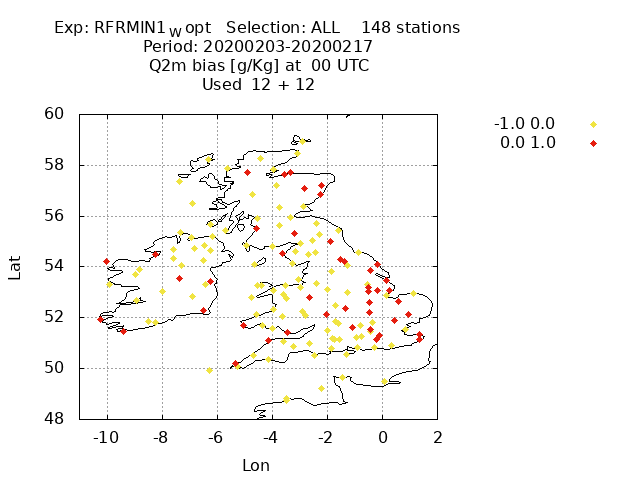 Exp: RFRMIN1 W opt Selection: ALL 148 stations
Period: 20200203-20200217
Q2m bias [g/Kg] at 00 UTC
Used 12 + 12
-1.0 0.0
0.0 1.0
60
58
56
54
52
50
48
Lat
-10 -8 -6 -4 -2 0 2
Lon